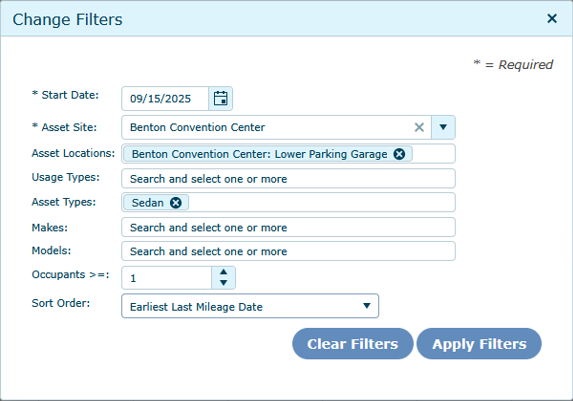 Change Filters ×
* = Required
* Start Date: 09/15/2025
* Asset Site: Benton Convention Center ×
Asset Locations: Benton Convention Center: Lower Parking Garage ×
Usage Types: Search and select one or more
Asset Types: Sedan ×
Makes: Search and select one or more
Models: Search and select one or more
Occupants >=: 1
Sort Order: Earliest Last Mileage Date
Clear Filters Apply Filters